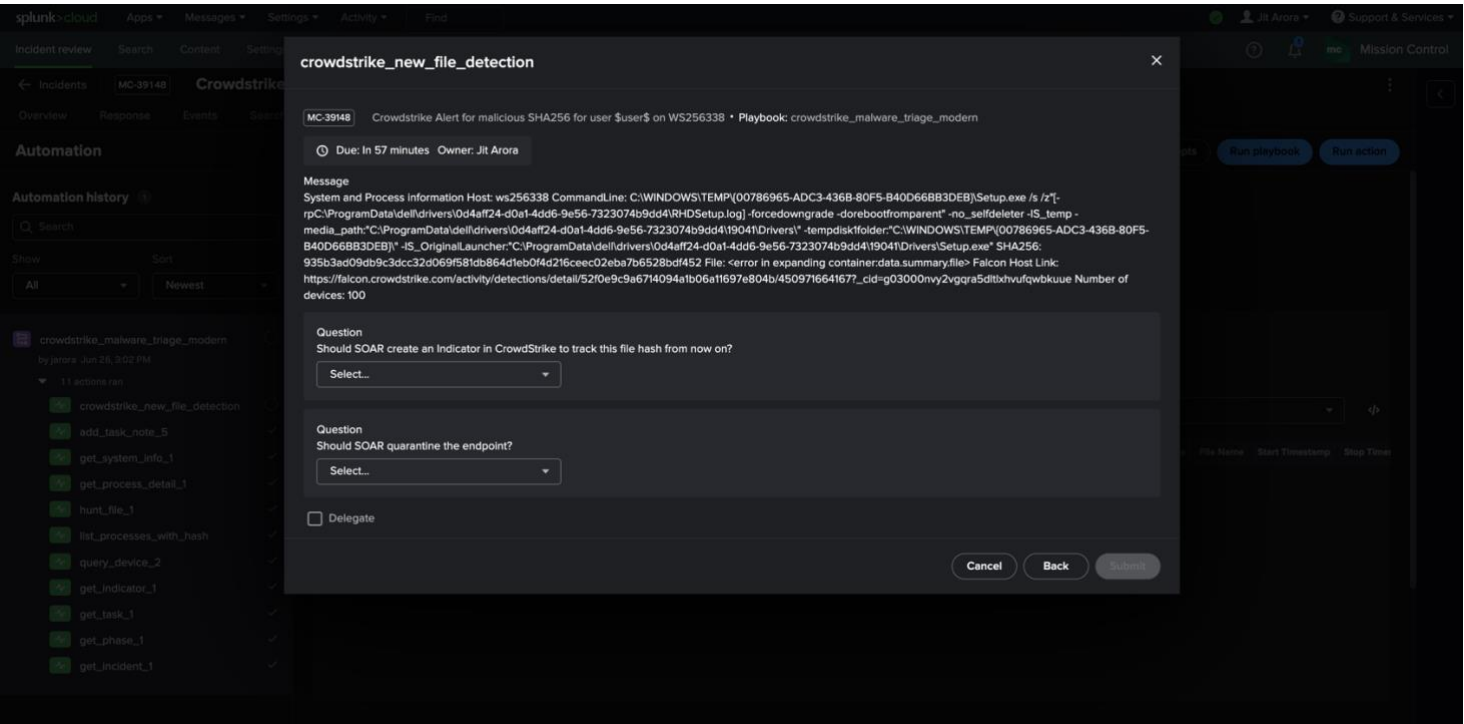 splunk>cloud Apps Messages Settings Activity Find Jit Arora Support & Services
Incident review Search Content Settings mc Mission Control
Incidents MC-39148 Crowdstrike
Overview Response Events Search
Automation
Run playbook Run action
Automation history
Search
Show Sort
All Newest
crowdstrike_malware_triage_modern
by jarora Jun 26, 3:02 PM
11 actions ran
crowdstrike_new_file_detection
add_task_note_5
get_system_info_1
get_process_detail_1
hunt_file_1
list_processes_with_hash
query_device_2
get_indicator_1
get_task_1
get_phase_1
get_incident_1
File Name Start Timestamp Stop Times
crowdstrike_new_file_detection
MC-39148 Crowdstrike Alert for malicious SHA256 for user $user$ on WS256338 • Playbook: crowdstrike_malware_triage_modern
Due: In 57 minutes Owner: Jit Arora
Message
System and Process information Host: ws256338 CommandLine: C:\WINDOWS\TEMP\{00786965-ADC3-436B-80F5-B40D66BB3DEB}\Setup.exe /s /z"[-
rpC:\ProgramData\dell\drivers\0d4aff24-d0a1-4dd6-9e56-7323074b9dd4\RHDSetup.log] -forcedowngrade -dorebootfromparent" -no_selfdeleter -IS_temp -
media_path:"C:\ProgramData\dell\drivers\0d4aff24-d0a1-4dd6-9e56-7323074b9dd4\19041\Drivers\" -tempdisk1folder:"C:\WINDOWS\TEMP\{00786965-ADC3-436B-80F5-
B40D66BB3DEB}\" -IS_OriginalLauncher:"C:\ProgramData\dell\drivers\0d4aff24-d0a1-4dd6-9e56-7323074b9dd4\19041\Drivers\Setup.exe" SHA256:
935b3ad09db9c3dcc32d069f581db864d1eb0f4d216ceec02eba7b6528bdf452 File: <error in expanding container:data.summary.file> Falcon Host Link:
https://falcon.crowdstrike.com/activity/detections/detail/52f0e9c9a6714094a1b06a11697e804b/450971664167?_cid=g03000nvy2vgqra5dltlxhvufqwbkuue Number of
devices: 100
Question
Should SOAR create an Indicator in CrowdStrike to track this file hash from now on?
Select...
Question
Should SOAR quarantine the endpoint?
Select...
Delegate
Cancel Back Submit